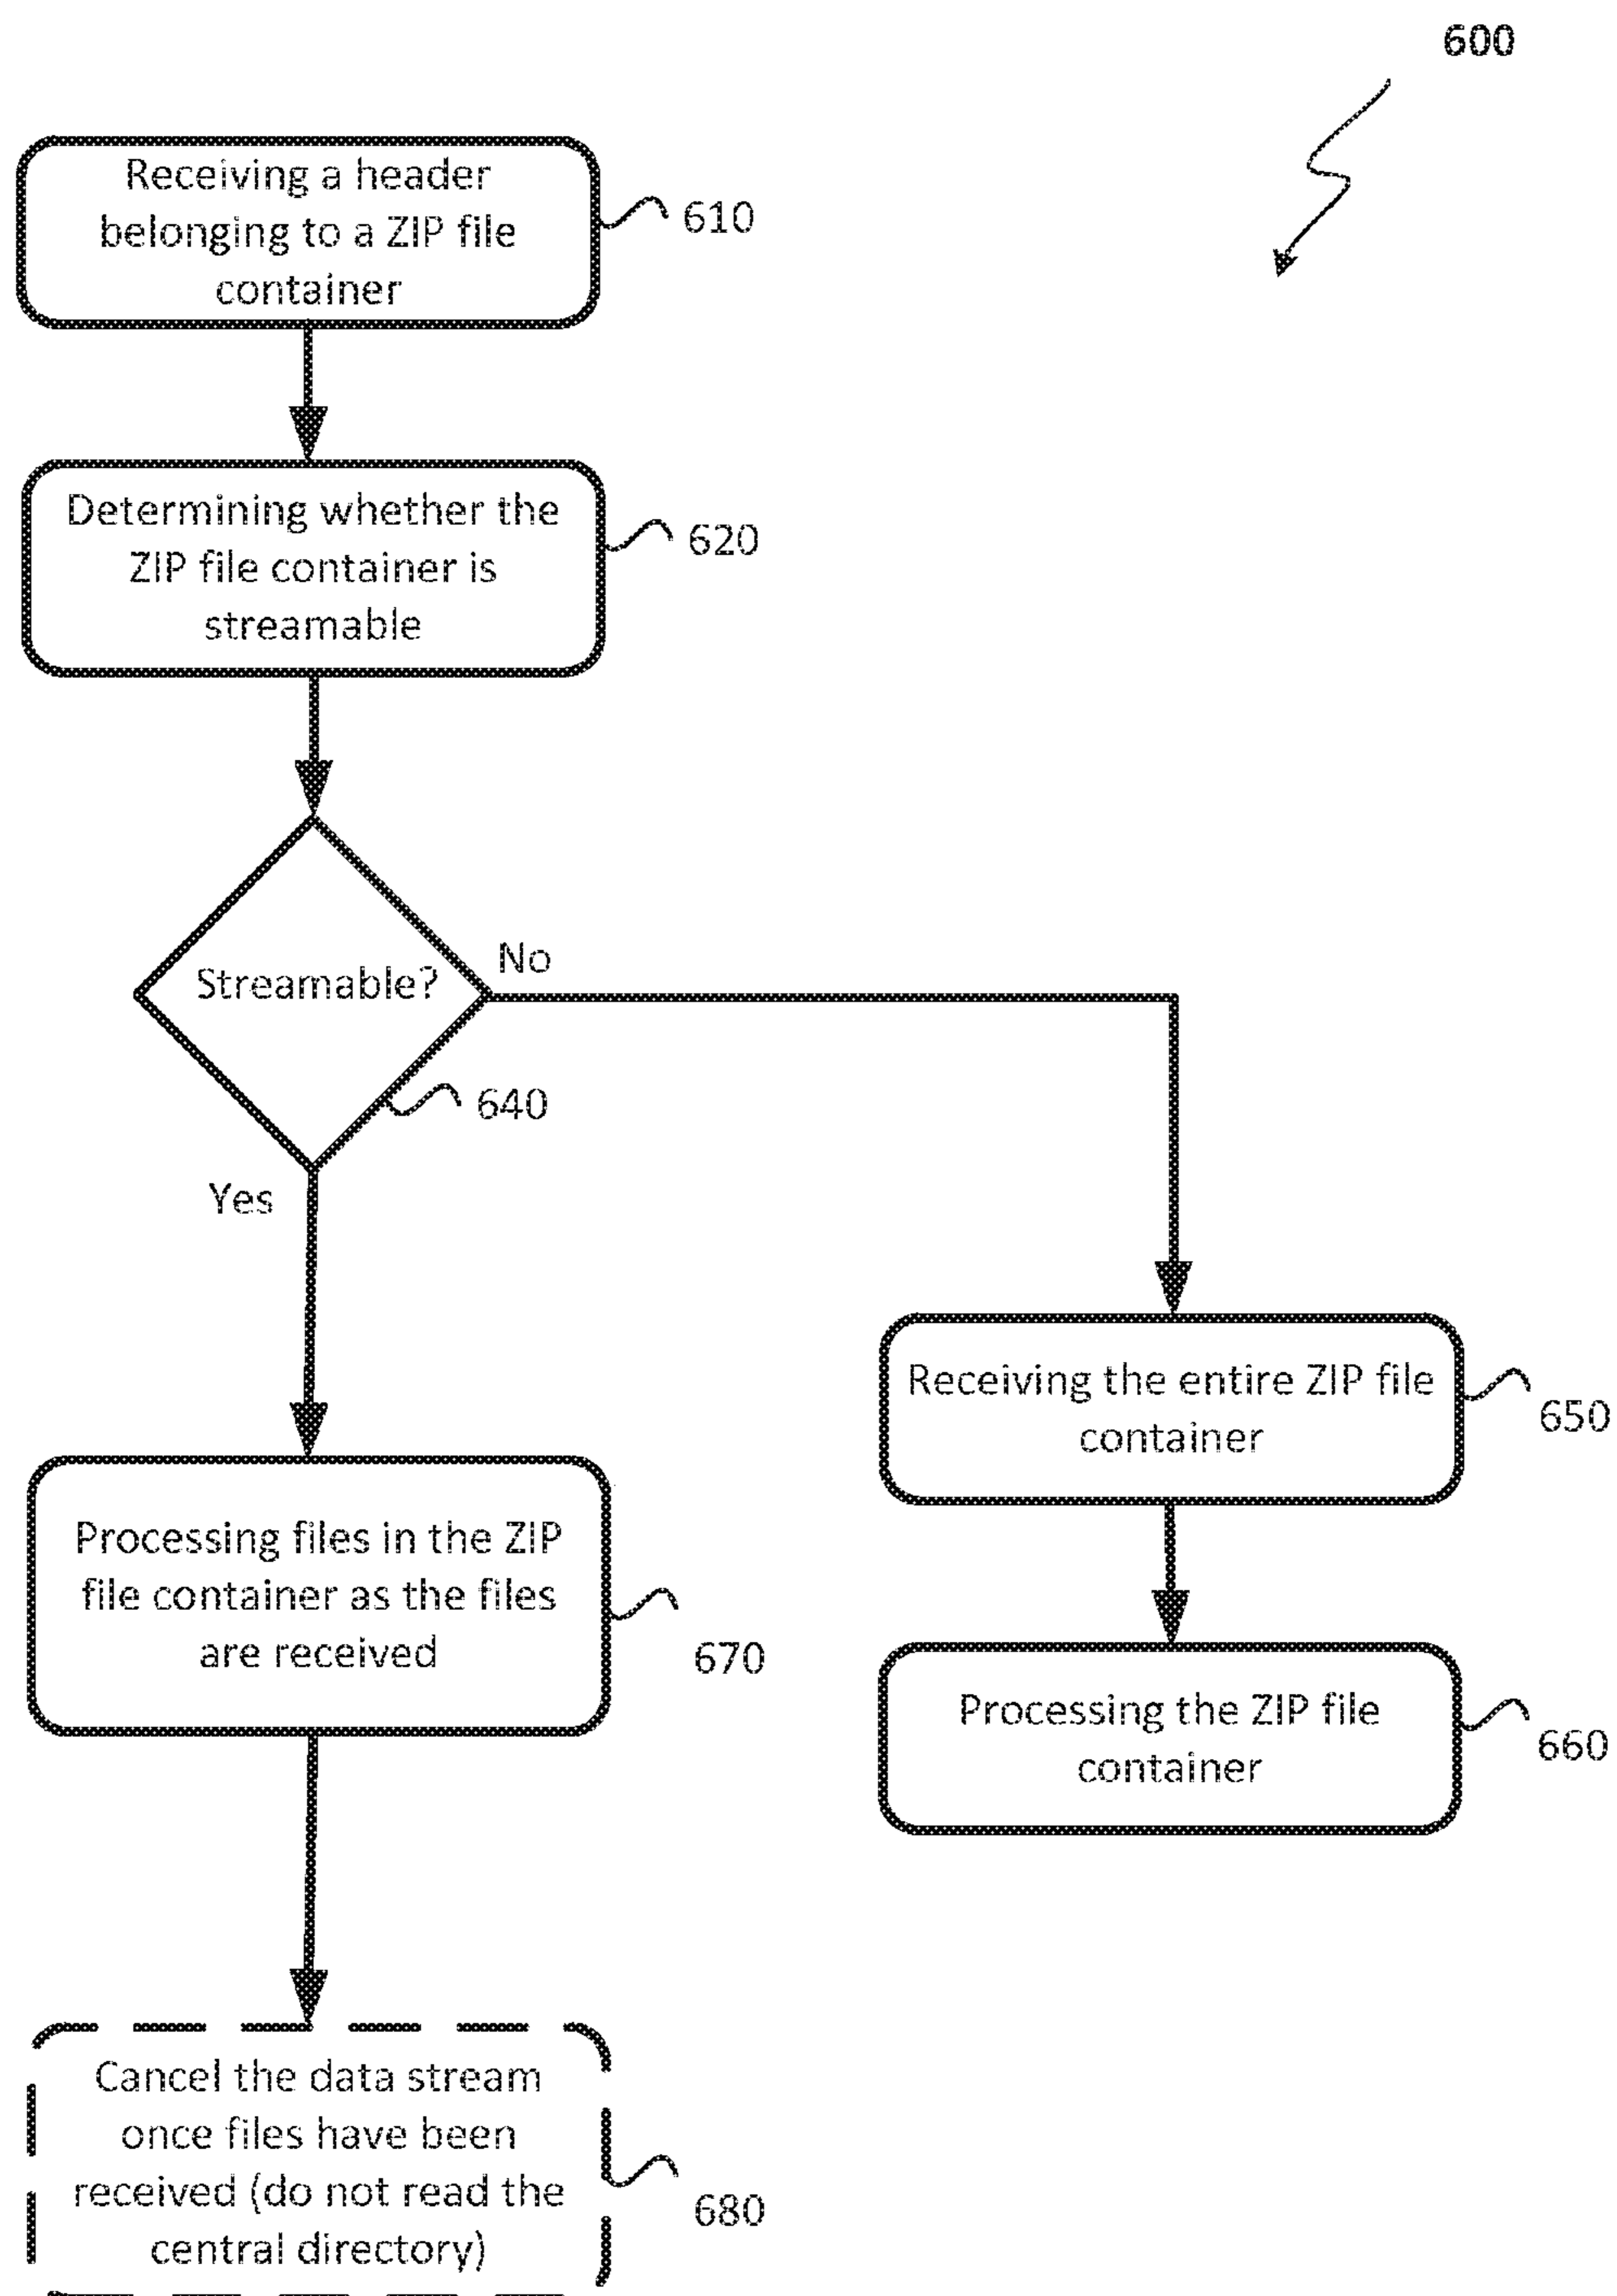 600
Receiving a header
belonging to a ZIP file
container
610
Determining whether the
ZIP file container is
streamable
620
Streamable?
No
640
Yes
Receiving the entire ZIP file
container
650
Processing files in the ZIP
file container as the files
are received
670
Processing the ZIP file
container
660
Cancel the data stream
once files have been
received (do not read the
central directory)
680